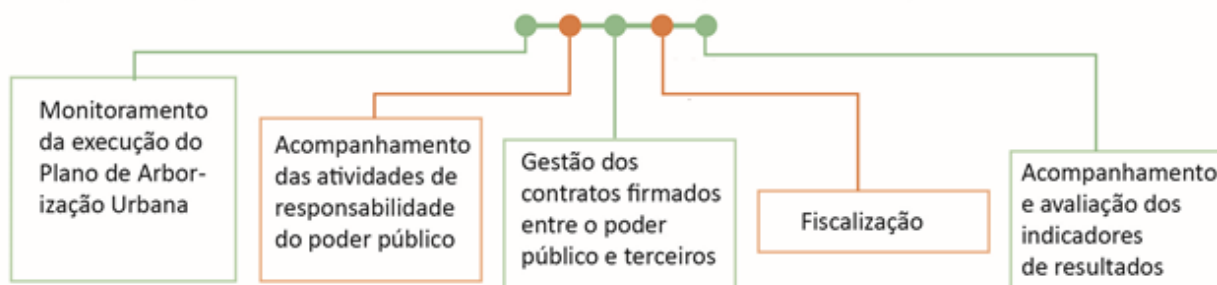 Monitoramento
da execução do
Plano de Arbor-
ização Urbana
Acompanhamento
das atividades de
responsabilidade
do poder público
Gestão dos
contratos firmados
entre o poder
público e terceiros
Fiscalização
Acompanhamento
e avaliação dos
indicadores
de resultados